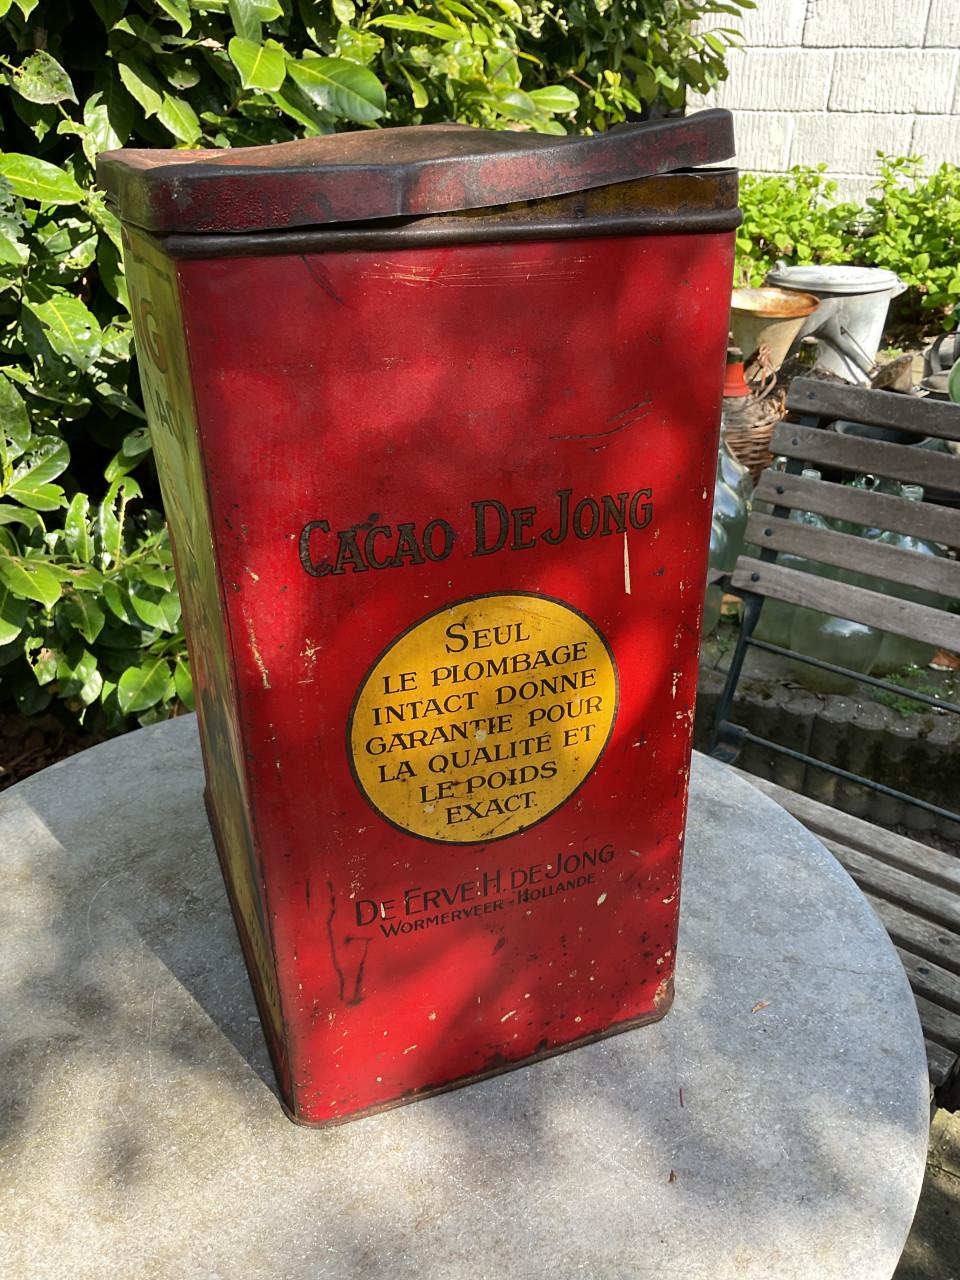 CACAO DE JONG
SEUL
LE PLOMBAGE
INTACT DONNE
GARANTIE POUR
LA QUALITÉ ET
LE POIDS
EXACT.
DE ERVE H. DE JONG
WORMERVEER - HOLLANDE